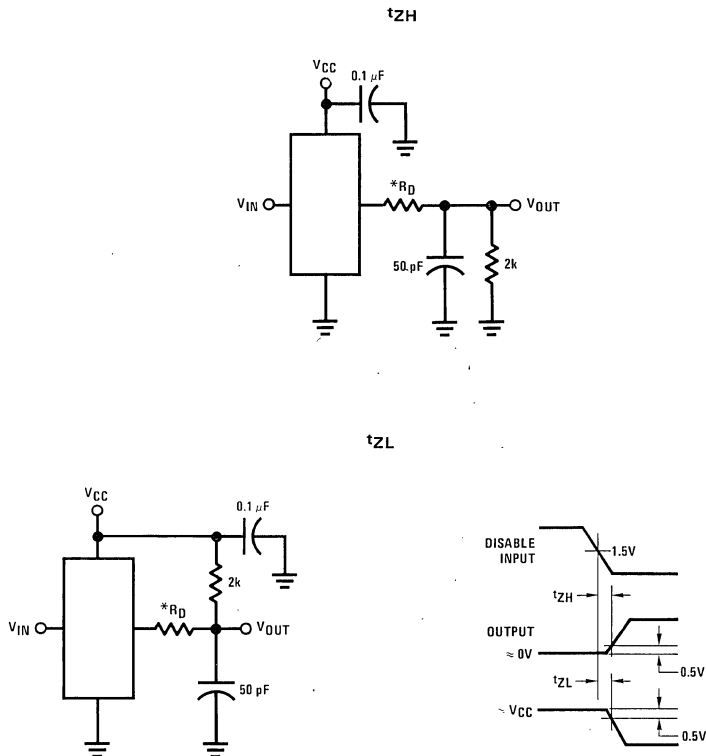 tZH
VCC
0.1 µF
VIN
*RD
VOUT
50 pF
2k
tZL
VCC
0.1 µF
2k
VIN
*RD
VOUT
50 pF
DISABLE
INPUT
1.5V
tZH
OUTPUT
≈ 0V
0.5V
tZL
≈ VCC
0.5V